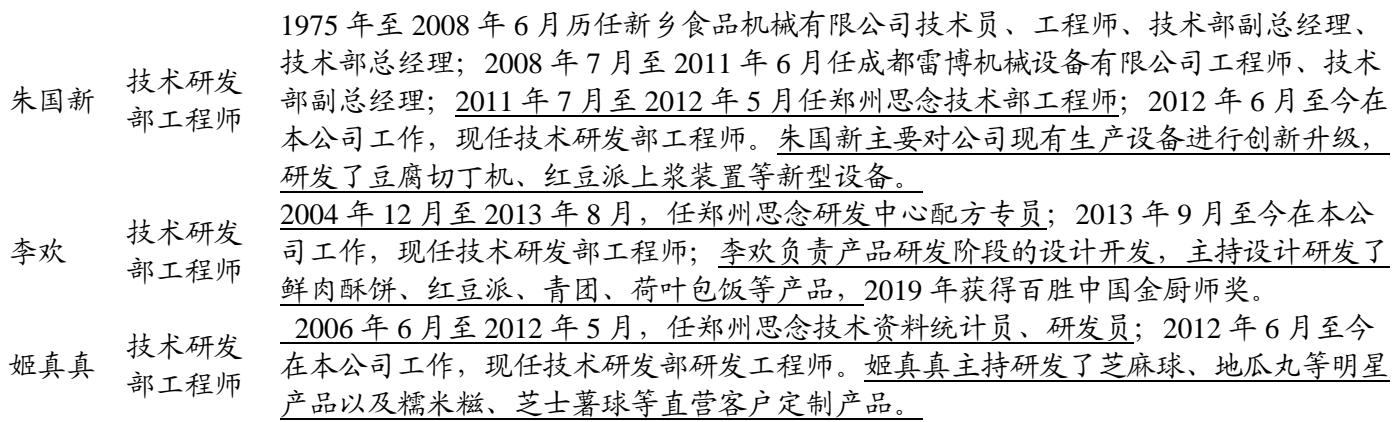 1975 年至 2008 年 6 月历任新乡食品机械有限公司技术员、工程师、技术部副总经理、
技术部总经理；2008 年 7 月至 2011 年 6 月任成都雷博机械设备有限公司工程师、技术
朱国新 技术研发部工程师 部副总经理；2011 年 7 月至 2012 年 5 月任郑州思念技术部工程师；2012 年 6 月至今在
本公司工作，现任技术研发部工程师。朱国新主要对公司现有生产设备进行创新升级，
研发了豆腐切丁机、红豆派上浆装置等新型设备。
2004 年 12 月至 2013 年 8 月，任郑州思念研发中心配方专员；2013 年 9 月至今在本公
李欢 技术研发部工程师 司工作，现任技术研发部工程师；李欢负责产品研发阶段的设计开发，主持设计研发了
鲜肉酥饼、红豆派、青团、荷叶包饭等产品，2019 年获得百胜中国金厨师奖。
2006 年 6 月至 2012 年 5 月，任郑州思念技术资料统计员、研发员；2012 年 6 月至今
姬真真 技术研发部工程师 在本公司工作，现任技术研发部研发工程师。姬真真主持研发了芝麻球、地瓜丸等明星
产品以及糯米糍、芝士薯球等直营客户定制产品。